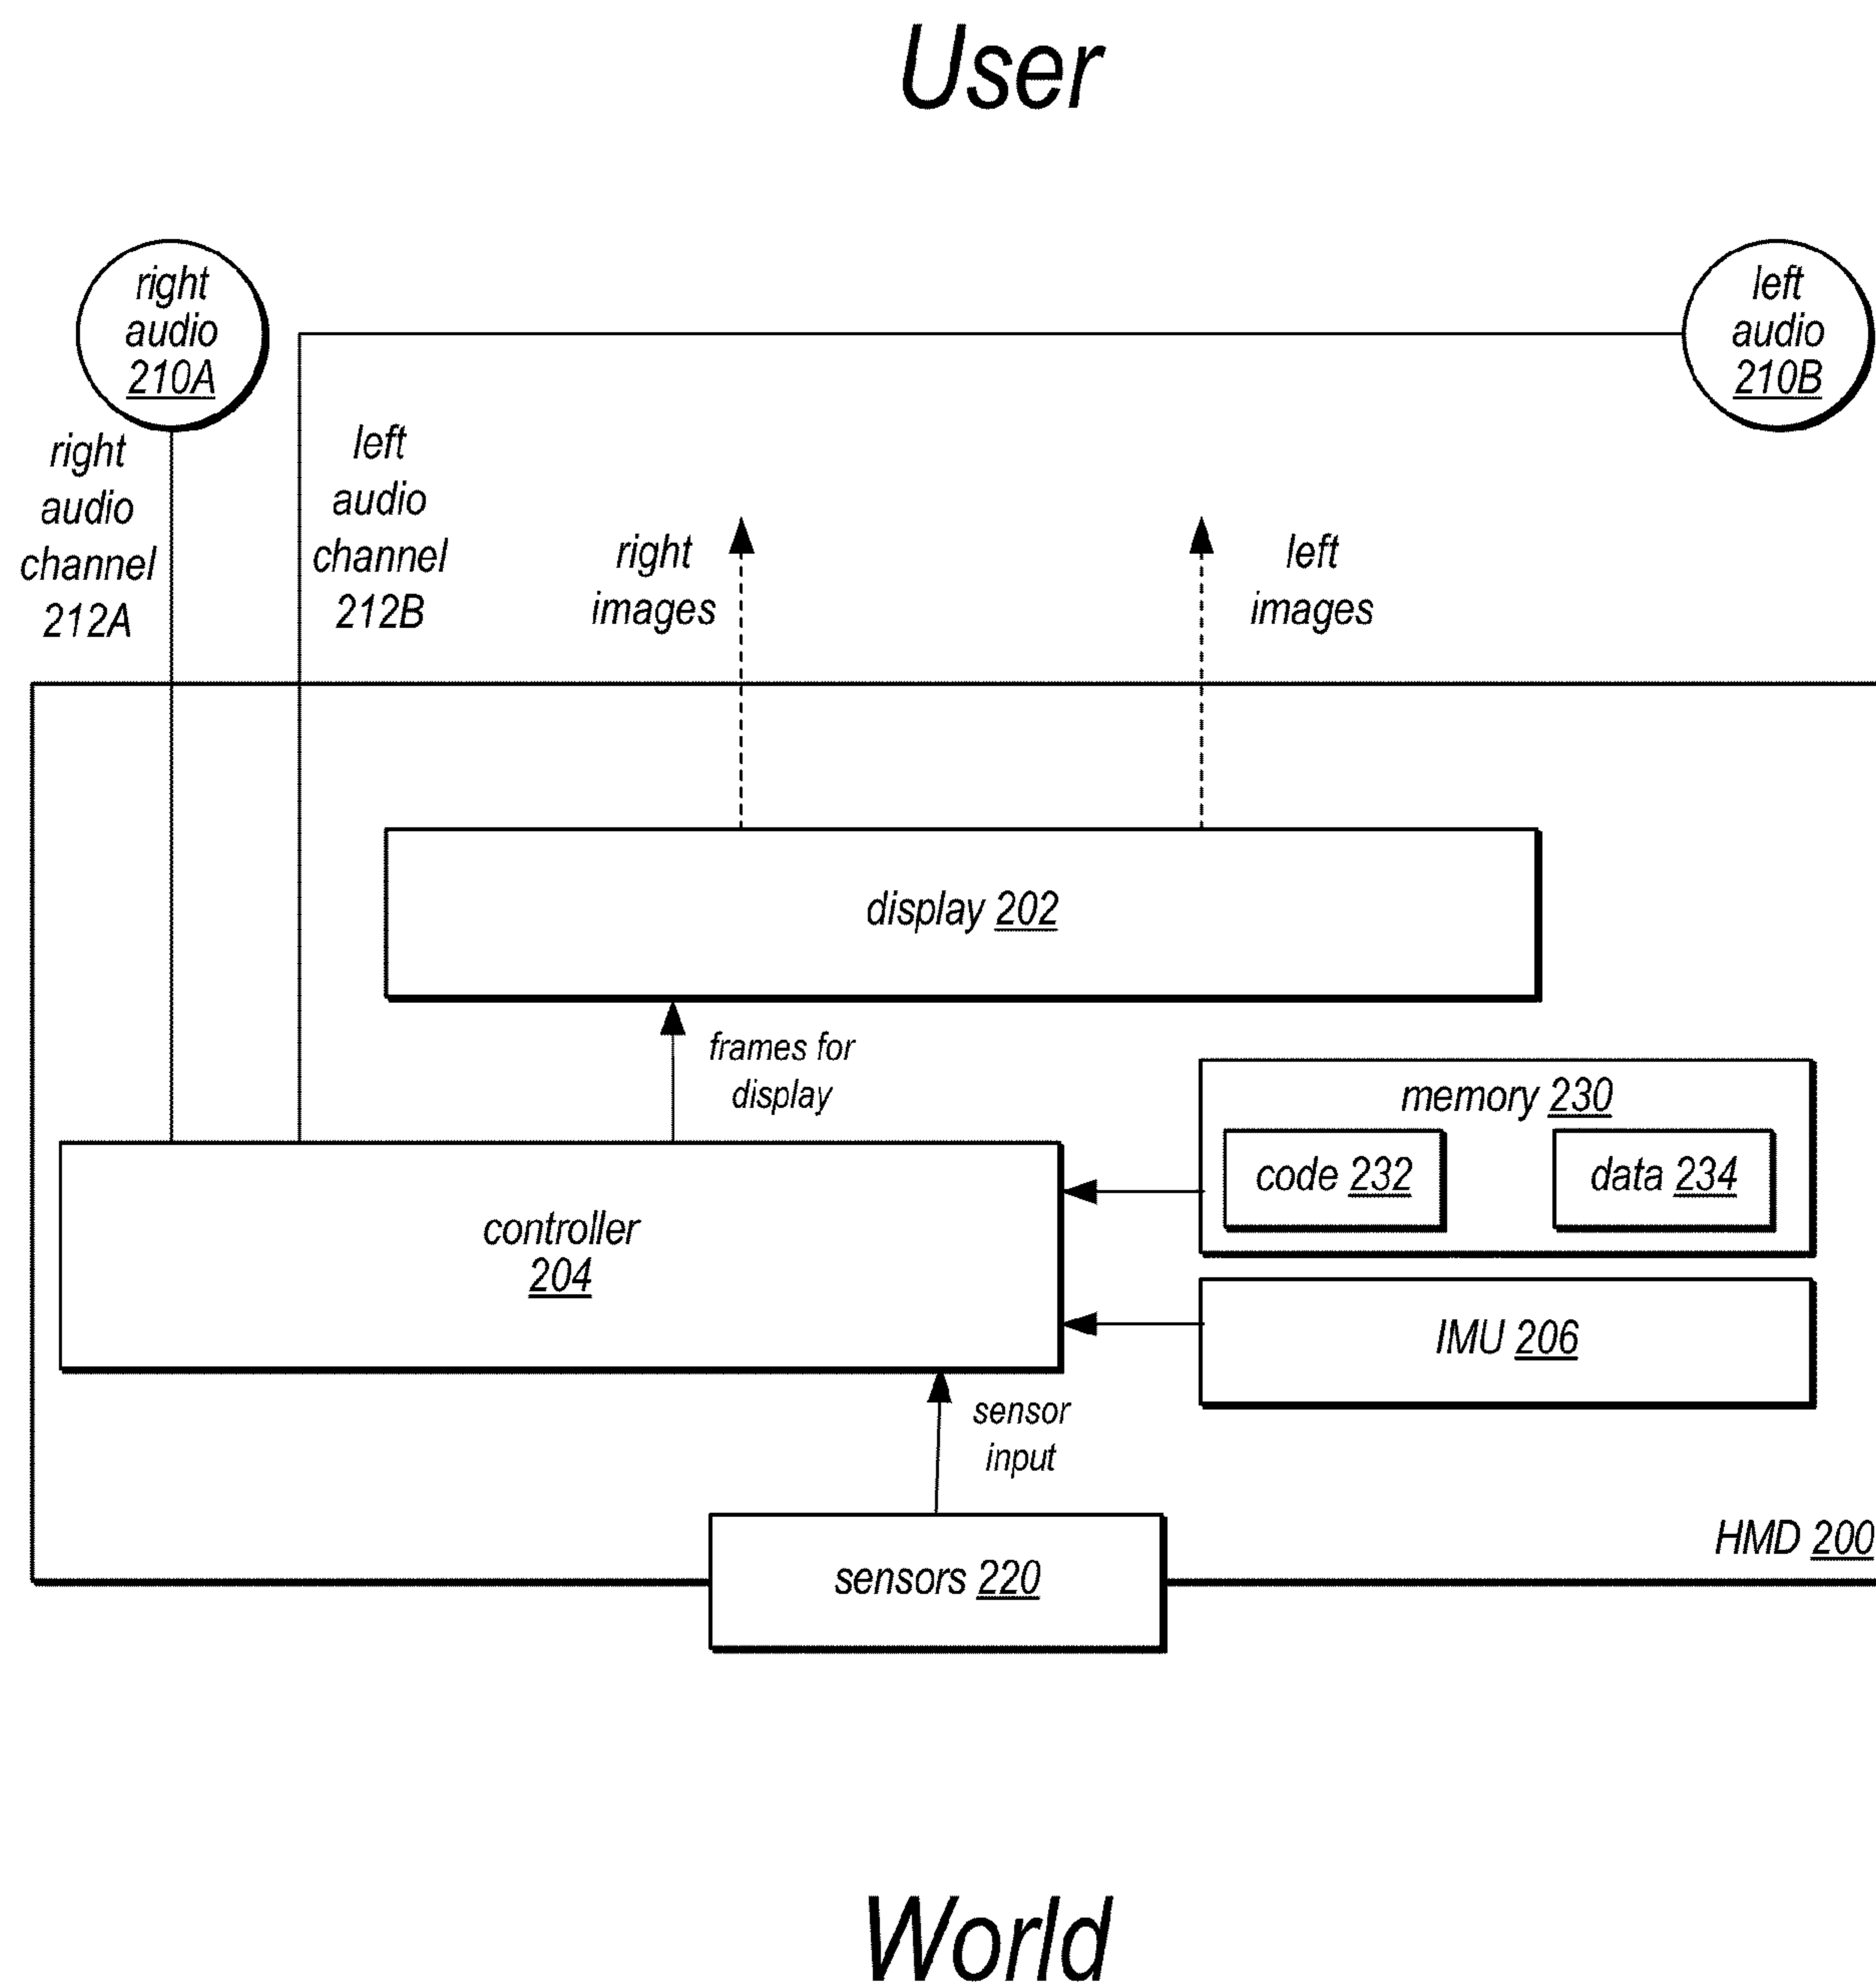 User
right
audio
210A
left
audio
210B
right
audio
channel
212A
left
audio
channel
212B
right
images
left
images
display 202
frames for
display
memory 230
code 232
data 234
controller
204
IMU 206
sensor
input
HMD 200
sensors 220
World